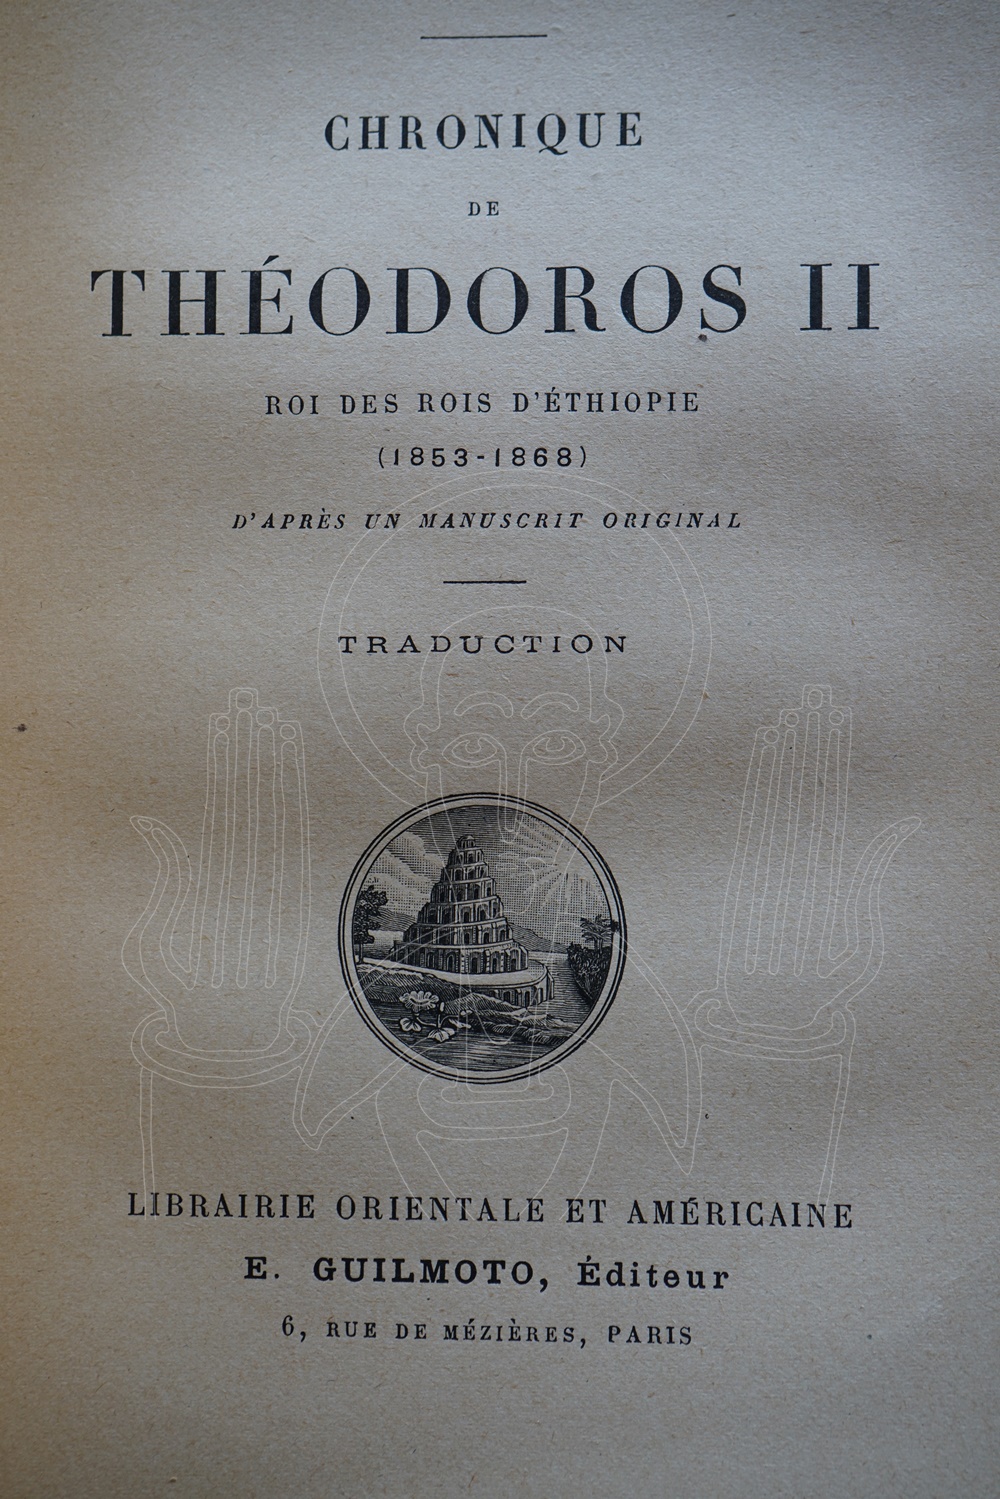 CHRONIQUE
DE
THÉODOROS II
ROI DES ROIS D'ÉTHIOPIE
(1853-1868)
D'APRÈS UN MANUSCRIT ORIGINAL
TRADUCTION
LIBRAIRIE ORIENTALE ET AMÉRICAINE
E. GUILMOTO, Éditeur
6, RUE DE MÉZIÈRES, PARIS